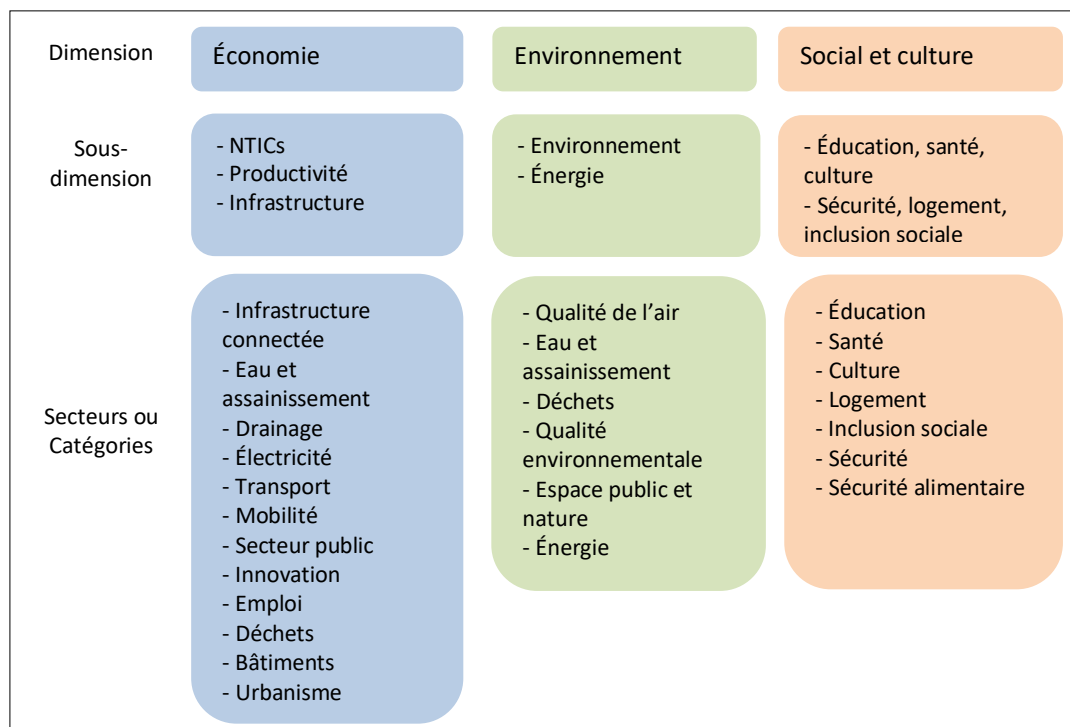 Dimension
Économie
Environnement
Social et culture
Sous-
dimension
- NTICs
- Productivité
- Infrastructure
- Environnement
- Énergie
- Éducation, santé,
culture
- Sécurité, logement,
inclusion sociale
Secteurs ou
Catégories
- Infrastructure
connectée
- Eau et
assainissement
- Drainage
- Électricité
- Transport
- Mobilité
- Secteur public
- Innovation
- Emploi
- Déchets
- Bâtiments
- Urbanisme
- Qualité de l’air
- Eau et
assainissement
- Déchets
- Qualité
environnementale
- Espace public et
nature
- Énergie
- Éducation
- Santé
- Culture
- Logement
- Inclusion sociale
- Sécurité
- Sécurité alimentaire